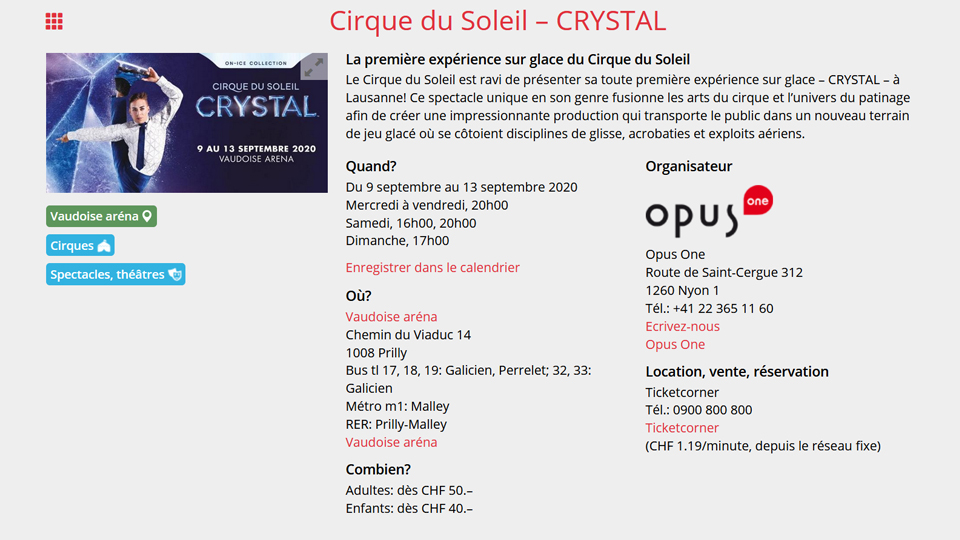 Cirque du Soleil – CRYSTAL
ON-ICE COLLECTION
CIRQUE DU SOLEIL
CRYSTAL
9 AU 13 SEPTEMBRE 2020
VAUDOISE ARENA
Vaudoise aréna
Cirques
Spectacles, théâtres
La première expérience sur glace du Cirque du Soleil
Le Cirque du Soleil est ravi de présenter sa toute première expérience sur glace – CRYSTAL – à
Lausanne! Ce spectacle unique en son genre fusionne les arts du cirque et l'univers du patinage
afin de créer une impressionnante production qui transporte le public dans un nouveau terrain
de jeu glacé où se côtoient disciplines de glisse, acrobaties et exploits aériens.
Quand?
Du 9 septembre au 13 septembre 2020
Mercredi à vendredi, 20h00
Samedi, 16h00, 20h00
Dimanche, 17h00
Enregistrer dans le calendrier
Où?
Vaudoise aréna
Chemin du Viaduc 14
1008 Prilly
Bus tl 17, 18, 19: Galicien, Perrelet; 32, 33:
Galicien
Métro m1: Malley
RER: Prilly-Malley
Vaudoise aréna
Combien?
Adultes: dès CHF 50.–
Enfants: dès CHF 40.–
Organisateur
opus one
Opus One
Route de Saint-Cergue 312
1260 Nyon 1
Tél.: +41 22 365 11 60
Ecrivez-nous
Opus One
Location, vente, réservation
Ticketcorner
Tél.: 0900 800 800
Ticketcorner
(CHF 1.19/minute, depuis le réseau fixe)